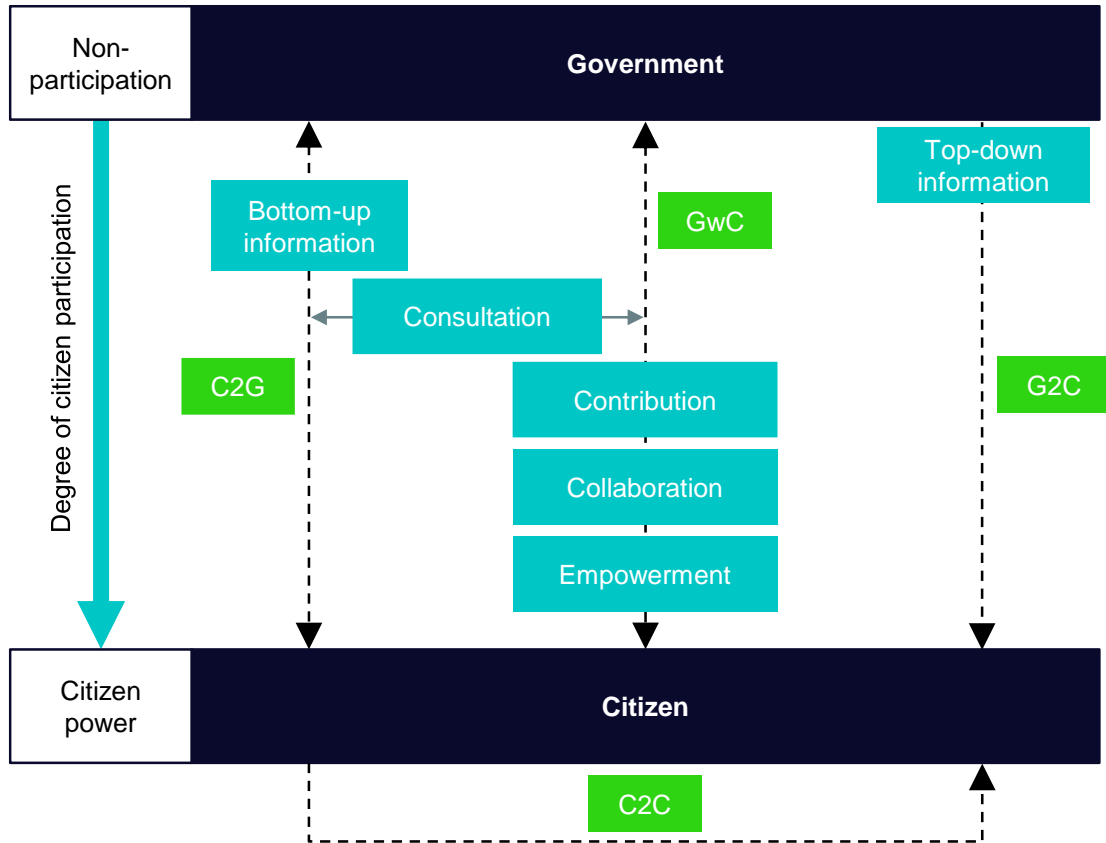 Non-
participation
Government
Top-down
information
Bottom-up
information
GwC
Consultation
C2G
Contribution
G2C
Degree of citizen participation
Collaboration
Empowerment
Citizen
power
Citizen
C2C